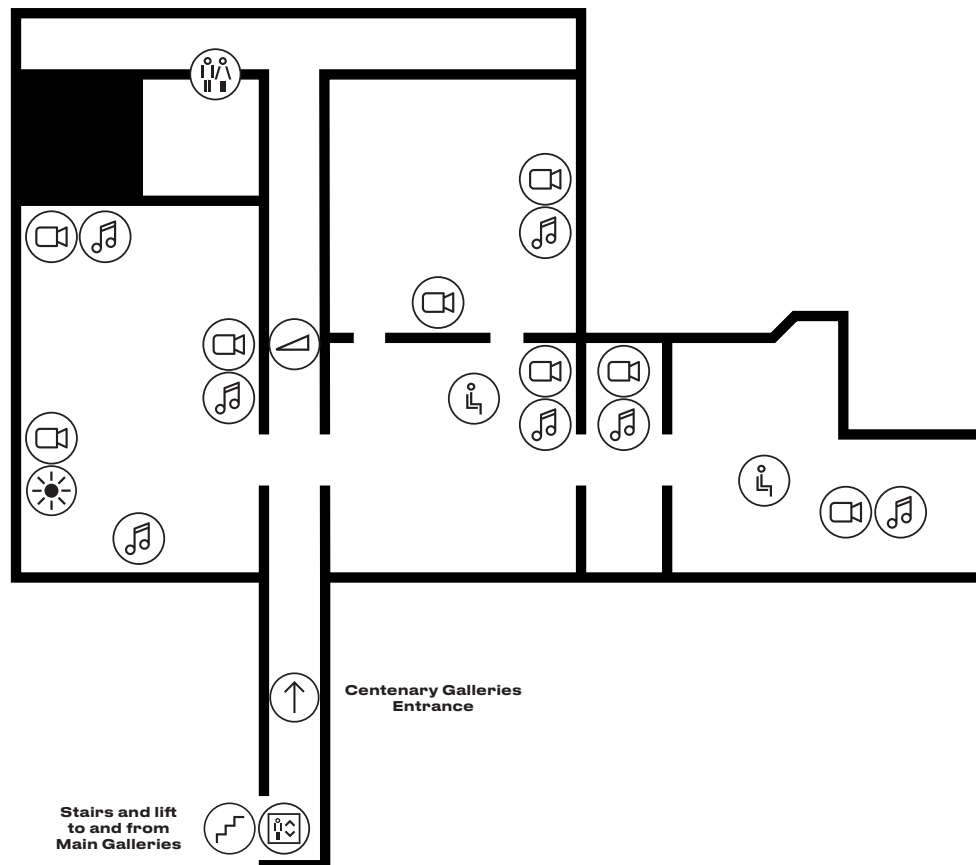 Centenary Galleries
Entrance
Stairs and lift
to and from
Main Galleries